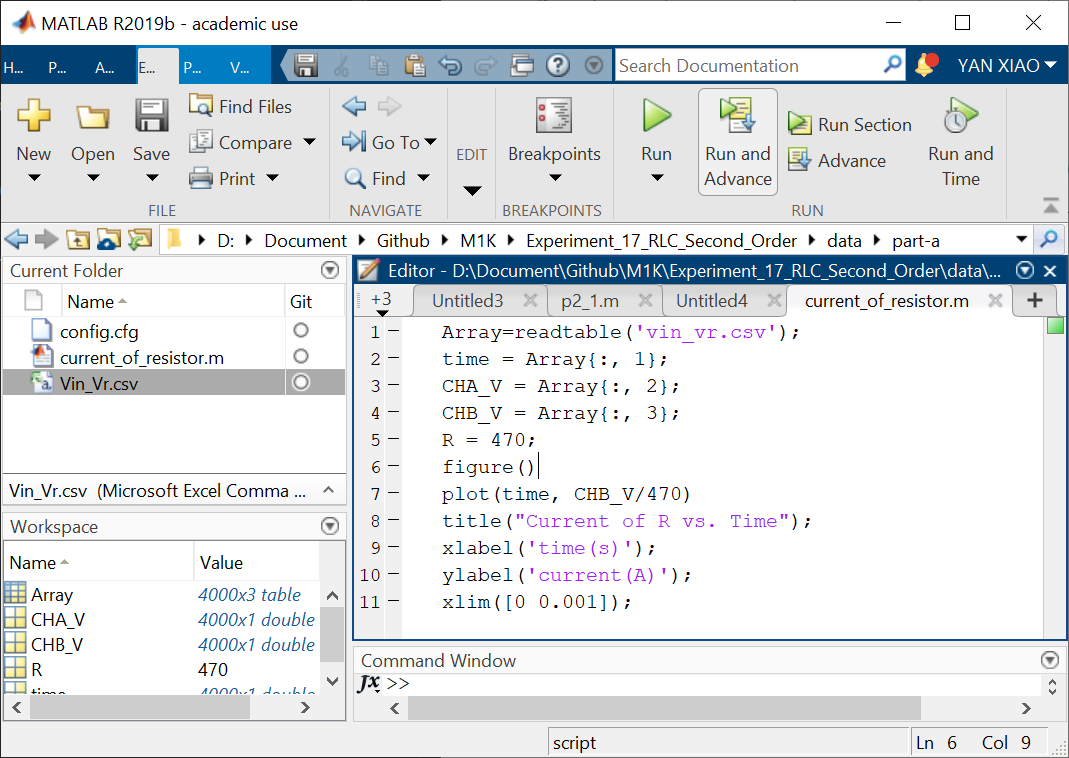 MATLAB R2019b - academic use
H... P... A... E... P... V... Search Documentation YAN XIAO
New Open Save Find Files Compare Print
FILE
Go To Find
NAVIGATE
EDIT
Breakpoints
BREAKPOINTS
Run Run and Advance Run Section Advance Run and Time
RUN
D: Document Github M1K Experiment_17_RLC_Second_Order data part-a
Current Folder
Name Git
config.cfg
current_of_resistor.m
Vin_Vr.csv
Vin_Vr.csv (Microsoft Excel Comma ...
Workspace
Name Value
Array 4000x3 table
CHA_V 4000x1 double
CHB_V 4000x1 double
R 470
time 4000x1 double
Editor - D:\Document\Github\M1K\Experiment_17_RLC_Second_Order\data\...
+3 Untitled3 p2_1.m Untitled4 current_of_resistor.m +
1 Array=readtable('vin_vr.csv');
2 time = Array{:, 1};
3 CHA_V = Array{:, 2};
4 CHB_V = Array{:, 3};
5 R = 470;
6 figure()
7 plot(time, CHB_V/470)
8 title("Current of R vs. Time");
9 xlabel('time(s)');
10 ylabel('current(A)');
11 xlim([0 0.001]);
Command Window
fx >>
script Ln 6 Col 9